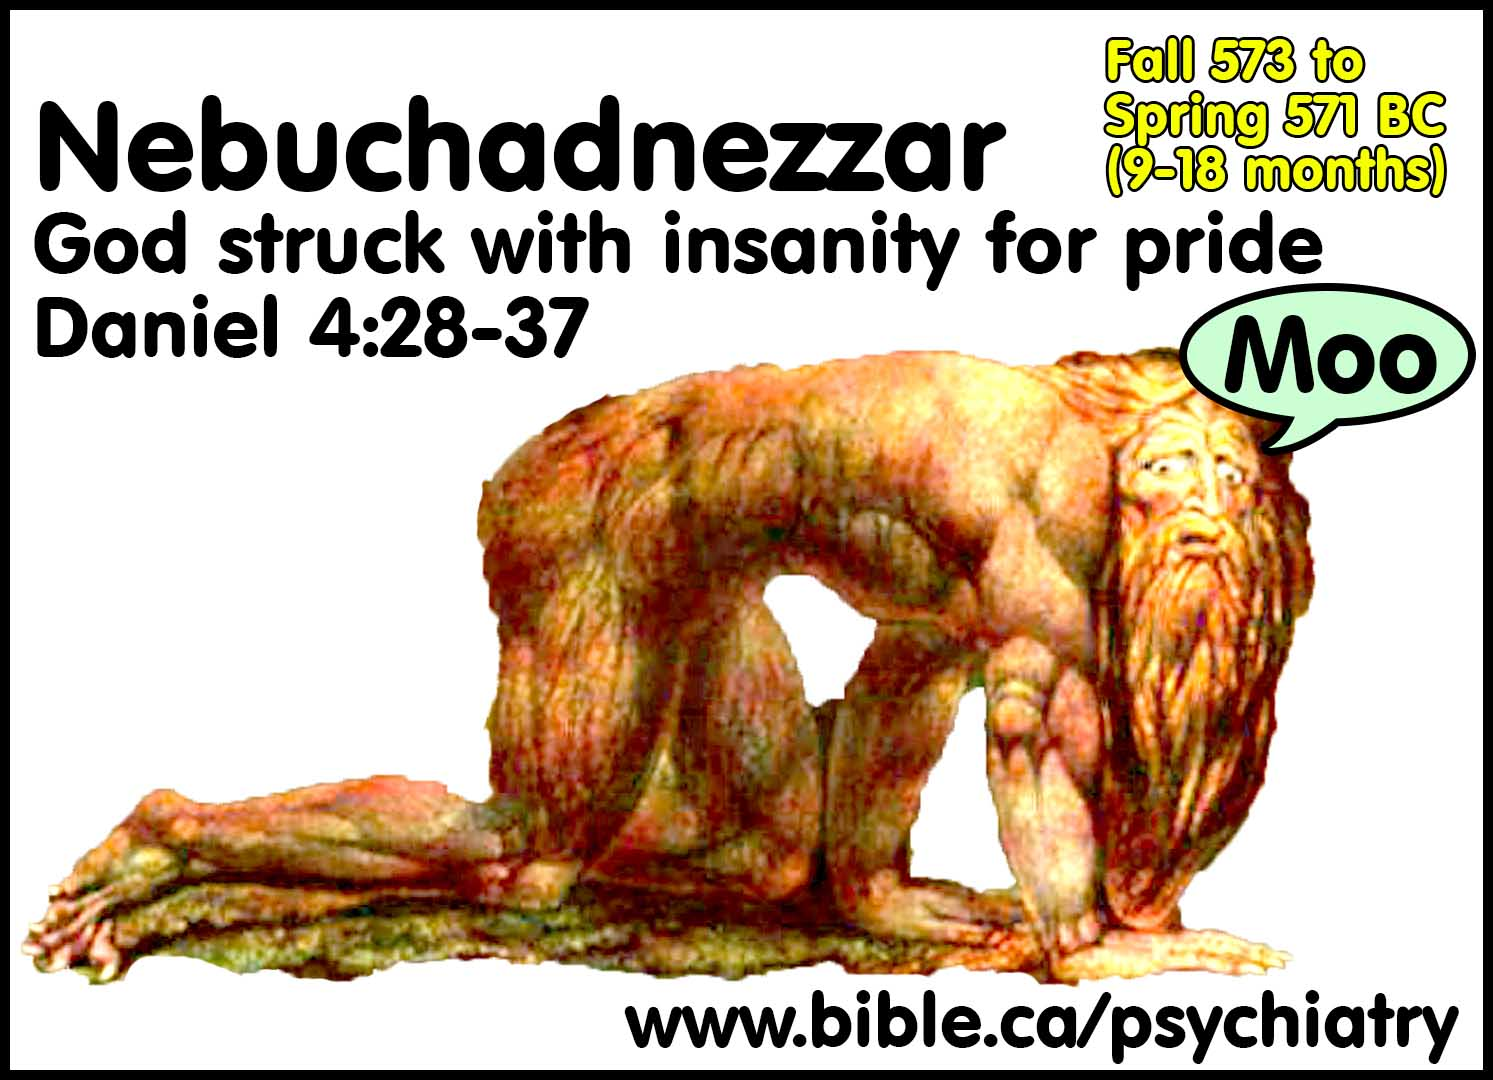 Fall 573 to
Spring 571 BC
(9-18 months)
Nebuchadnezzar
God struck with insanity for pride
Daniel 4:28-37
Moo
www.bible.ca/psychiatry